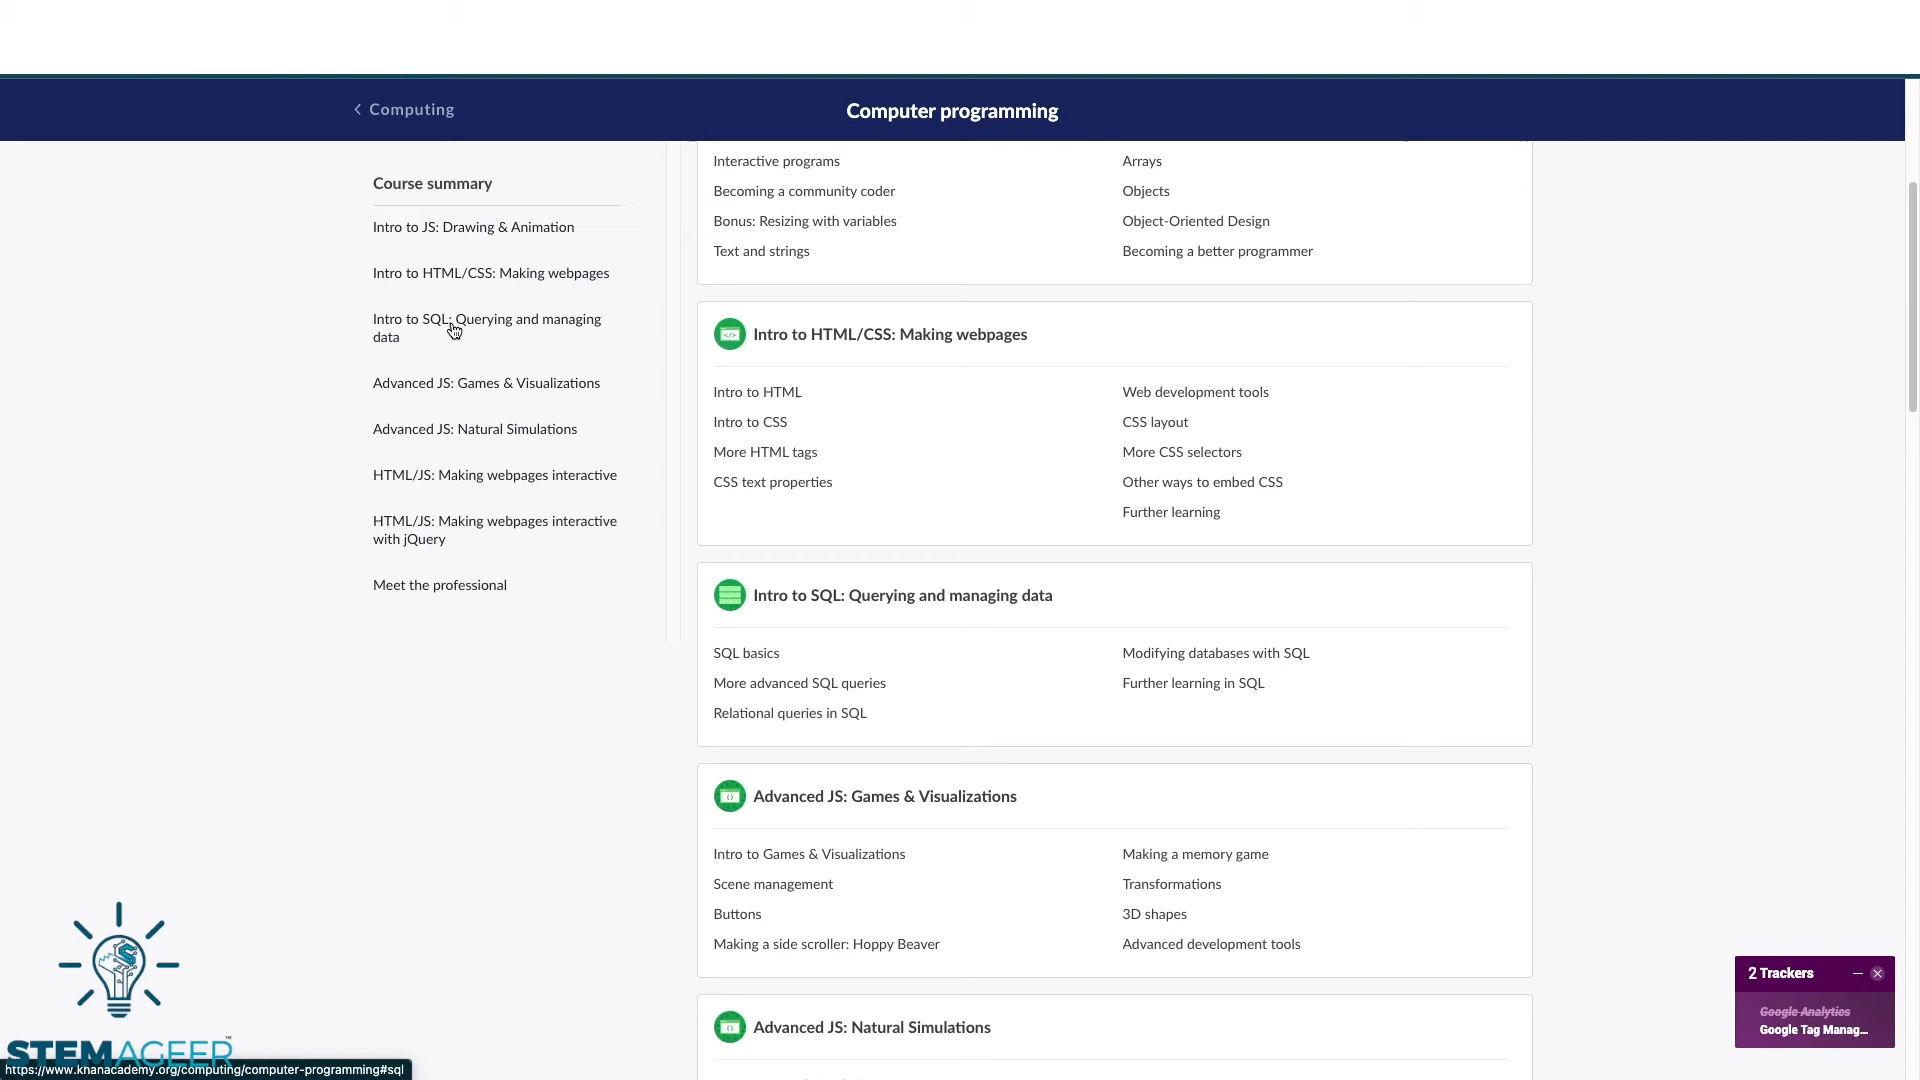 Computing
Computer programming
Course summary
Intro to JS: Drawing & Animation
Intro to HTML/CSS: Making webpages
Intro to SQL: Querying and managing
data
Advanced JS: Games & Visualizations
Advanced JS: Natural Simulations
HTML/JS: Making webpages interactive
HTML/JS: Making webpages interactive
with jQuery
Meet the professional
Interactive programs
Becoming a community coder
Bonus: Resizing with variables
Text and strings
Arrays
Objects
Object-Oriented Design
Becoming a better programmer
Intro to HTML/CSS: Making webpages
Intro to HTML
Intro to CSS
More HTML tags
CSS text properties
Web development tools
CSS layout
More CSS selectors
Other ways to embed CSS
Further learning
Intro to SQL: Querying and managing data
SQL basics
More advanced SQL queries
Relational queries in SQL
Modifying databases with SQL
Further learning in SQL
Advanced JS: Games & Visualizations
Intro to Games & Visualizations
Scene management
Buttons
Making a side scroller: Hoppy Beaver
Making a memory game
Transformations
3D shapes
Advanced development tools
Advanced JS: Natural Simulations
2 Trackers
Google Analytics
Google Tag Manag...
STEMAGEER™
https://www.khanacademy.org/computing/computer-programming#sql